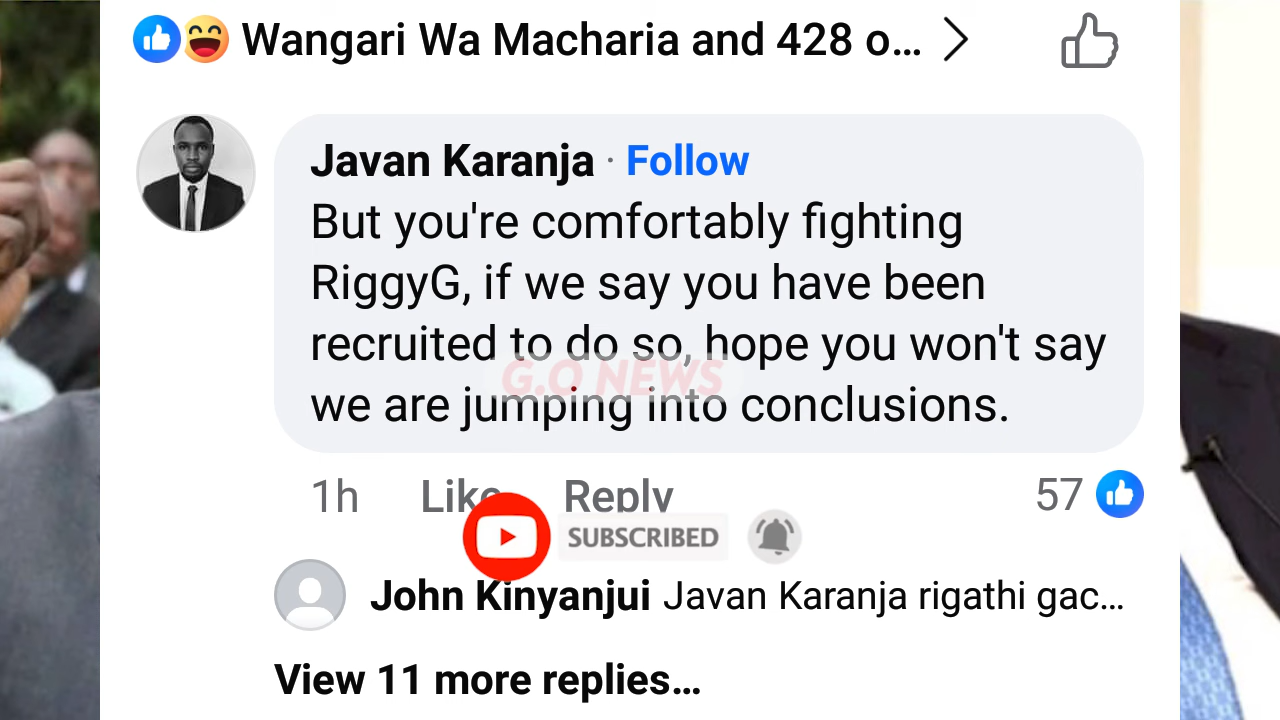 Wangari Wa Macharia and 428 o...
Javan Karanja · Follow
But you're comfortably fighting
RiggyG, if we say you have been
recruited to do so, hope you won't say
we are jumping into conclusions.
G.O NEWS
1h Like Reply 57
SUBSCRIBED
John Kinyanjui Javan Karanja rigathi gac...
View 11 more replies...